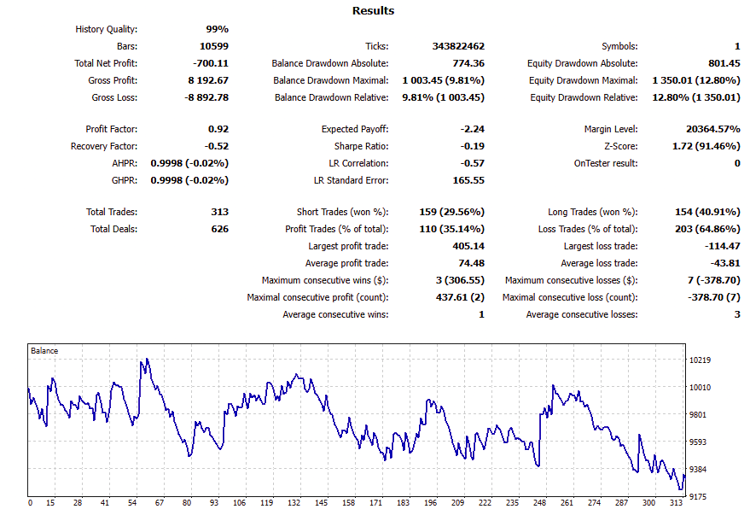 Results
History Quality: 99%
Bars: 10599 Ticks: 343822462 Symbols: 1
Total Net Profit: -700.11 Balance Drawdown Absolute: 774.36 Equity Drawdown Absolute: 801.45
Gross Profit: 8 192.67 Balance Drawdown Maximal: 1 003.45 (9.81%) Equity Drawdown Maximal: 1 350.01 (12.80%)
Gross Loss: -8 892.78 Balance Drawdown Relative: 9.81% (1 003.45) Equity Drawdown Relative: 12.80% (1 350.01)
Profit Factor: 0.92 Expected Payoff: -2.24 Margin Level: 20364.57%
Recovery Factor: -0.52 Sharpe Ratio: -0.19 Z-Score: 1.72 (91.46%)
AHPR: 0.9998 (-0.02%) LR Correlation: -0.57 OnTester result: 0
GHPR: 0.9998 (-0.02%) LR Standard Error: 165.55
Total Trades: 313 Short Trades (won %): 159 (29.56%) Long Trades (won %): 154 (40.91%)
Total Deals: 626 Profit Trades (% of total): 110 (35.14%) Loss Trades (% of total): 203 (64.86%)
Largest profit trade: 405.14 Largest loss trade: -114.47
Average profit trade: 74.48 Average loss trade: -43.81
Maximum consecutive wins ($): 3 (306.55) Maximum consecutive losses ($): 7 (-378.70)
Maximal consecutive profit (count): 437.61 (2) Maximal consecutive loss (count): -378.70 (7)
Average consecutive wins: 1 Average consecutive losses: 3
Balance
10219
10010
9801
9593
9384
9175
0 15 28 41 54 67 80 93 106 119 132 145 158 171 183 196 209 222 235 248 261 274 287 300 313